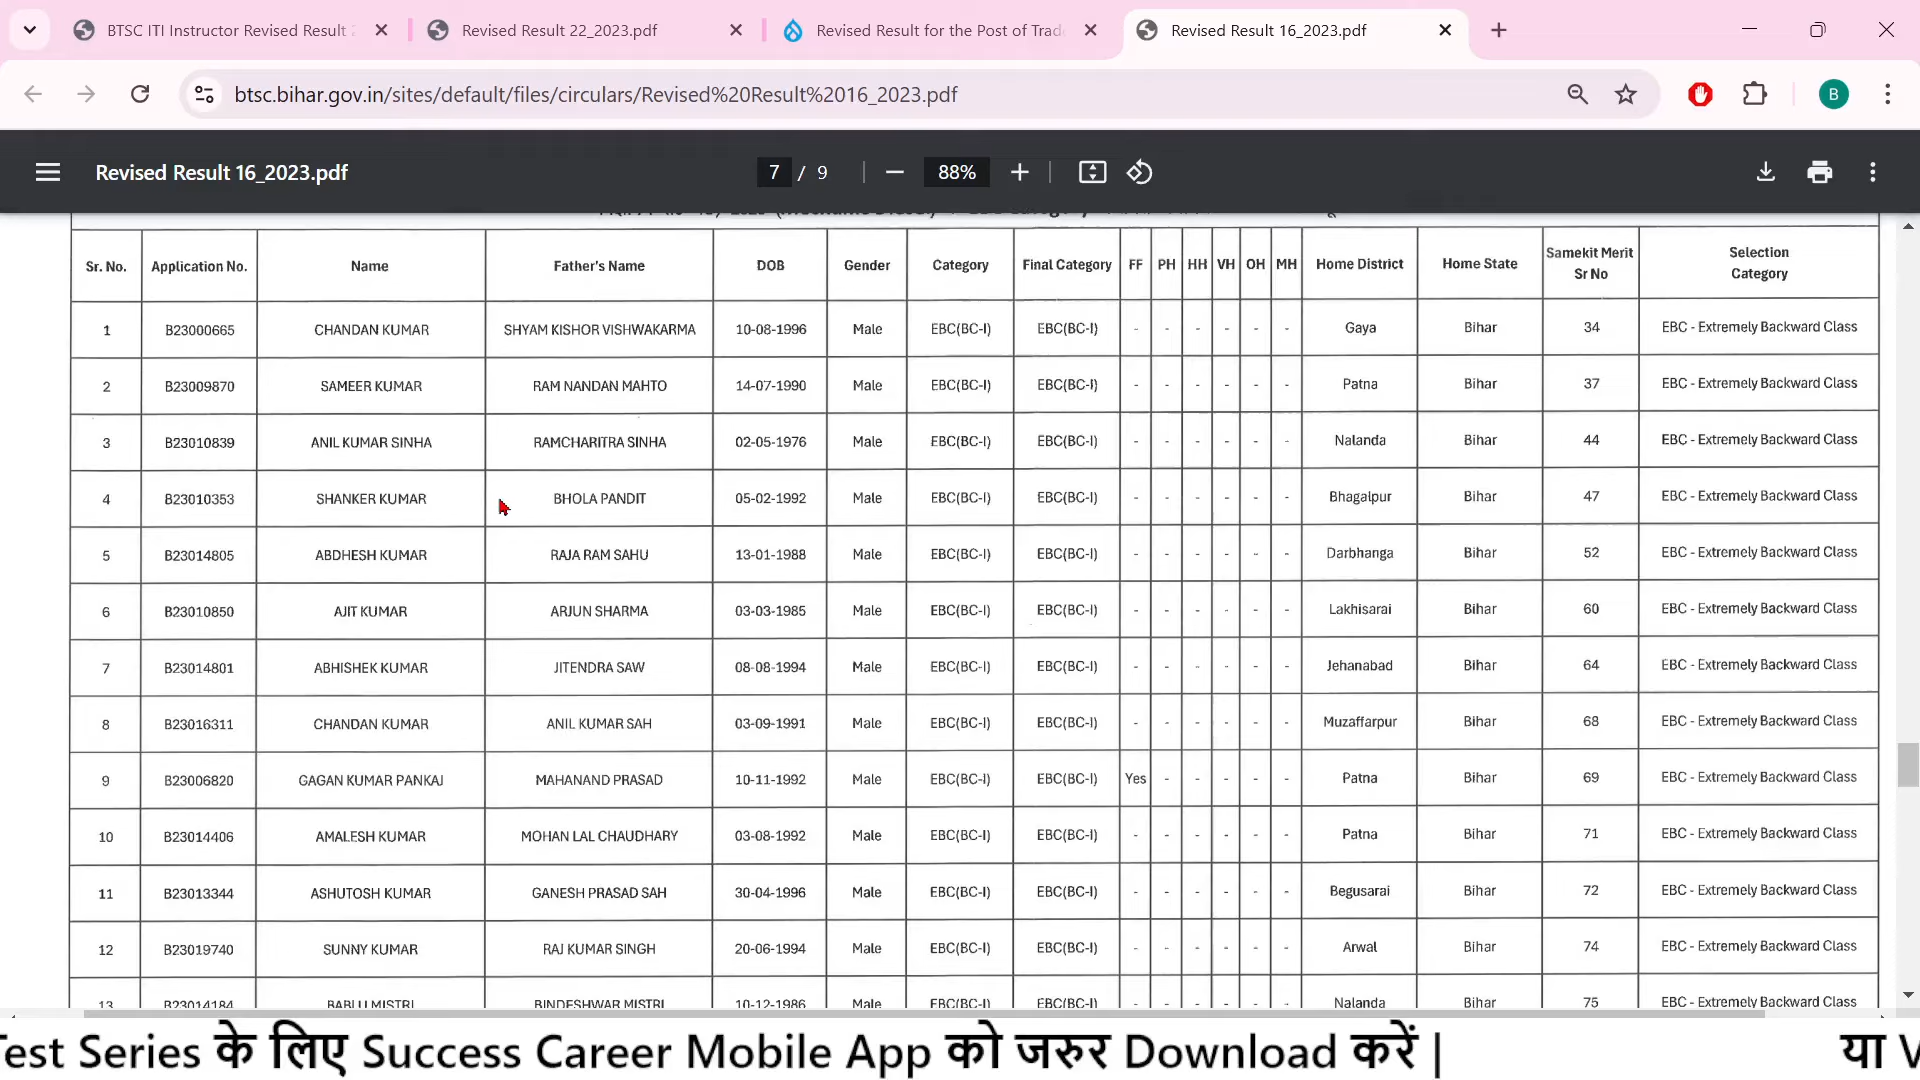 BTSC ITI Instructor Revised Result 2
Revised Result 22_2023.pdf
Revised Result for the Post of Trad
Revised Result 16_2023.pdf
btsc.bihar.gov.in/sites/default/files/circulars/Revised%20Result%2016_2023.pdf
B
Revised Result 16_2023.pdf
7 / 9
88%
Sr. No. Application No. Name Father's Name DOB Gender Category Final Category FF PH HH VH OH MH Home District Home State Samekit Merit Sr No Selection Category
1 B23000665 CHANDAN KUMAR SHYAM KISHOR VISHWAKARMA 10-08-1996 Male EBC(BC-I) EBC(BC-I) - - - - - - Gaya Bihar 34 EBC - Extremely Backward Class
2 B23009870 SAMEER KUMAR RAM NANDAN MAHTO 14-07-1990 Male EBC(BC-I) EBC(BC-I) - - - - - - Patna Bihar 37 EBC - Extremely Backward Class
3 B23010839 ANIL KUMAR SINHA RAMCHARITRA SINHA 02-05-1976 Male EBC(BC-I) EBC(BC-I) - - - - - - Nalanda Bihar 44 EBC - Extremely Backward Class
4 B23010353 SHANKER KUMAR BHOLA PANDIT 05-02-1992 Male EBC(BC-I) EBC(BC-I) - - - - - - Bhagalpur Bihar 47 EBC - Extremely Backward Class
5 B23014805 ABDHESH KUMAR RAJA RAM SAHU 13-01-1988 Male EBC(BC-I) EBC(BC-I) - - - - - - Darbhanga Bihar 52 EBC - Extremely Backward Class
6 B23010850 AJIT KUMAR ARJUN SHARMA 03-03-1985 Male EBC(BC-I) EBC(BC-I) - - - - - - Lakhisarai Bihar 60 EBC - Extremely Backward Class
7 B23014801 ABHISHEK KUMAR JITENDRA SAW 08-08-1994 Male EBC(BC-I) EBC(BC-I) - - - - - - Jehanabad Bihar 64 EBC - Extremely Backward Class
8 B23016311 CHANDAN KUMAR ANIL KUMAR SAH 03-09-1991 Male EBC(BC-I) EBC(BC-I) - - - - - - Muzaffarpur Bihar 68 EBC - Extremely Backward Class
9 B23006820 GAGAN KUMAR PANKAJ MAHANAND PRASAD 10-11-1992 Male EBC(BC-I) EBC(BC-I) Yes - - - - - Patna Bihar 69 EBC - Extremely Backward Class
10 B23014406 AMALESH KUMAR MOHAN LAL CHAUDHARY 03-08-1992 Male EBC(BC-I) EBC(BC-I) - - - - - - Patna Bihar 71 EBC - Extremely Backward Class
11 B23013344 ASHUTOSH KUMAR GANESH PRASAD SAH 30-04-1996 Male EBC(BC-I) EBC(BC-I) - - - - - - Begusarai Bihar 72 EBC - Extremely Backward Class
12 B23019740 SUNNY KUMAR RAJ KUMAR SINGH 20-06-1994 Male EBC(BC-I) EBC(BC-I) - - - - - - Arwal Bihar 74 EBC - Extremely Backward Class
13 B23014184 BABLU MISTRI BINDESHWAR MISTRI 10-12-1986 Male EBC(BC-I) EBC(BC-I) - - - - - - Nalanda Bihar 75 EBC - Extremely Backward Class
Test Series के लिए Success Career Mobile App को जरुर Download करें | या V